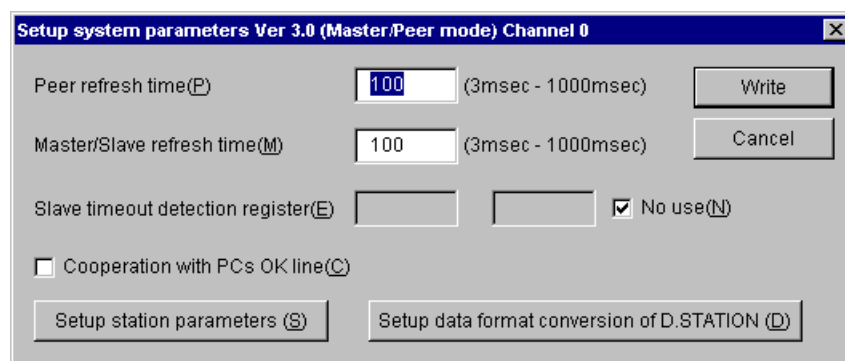 Setup system parameters Ver 3.0 (Master/Peer mode) Channel 0
Peer refresh time(P) 100 (3msec - 1000msec) Write
Master/Slave refresh time(M) 100 (3msec - 1000msec) Cancel
Slave timeout detection register(E) No use(N)
Cooperation with PCs OK line(C)
Setup station parameters (S) Setup data format conversion of D.STATION (D)